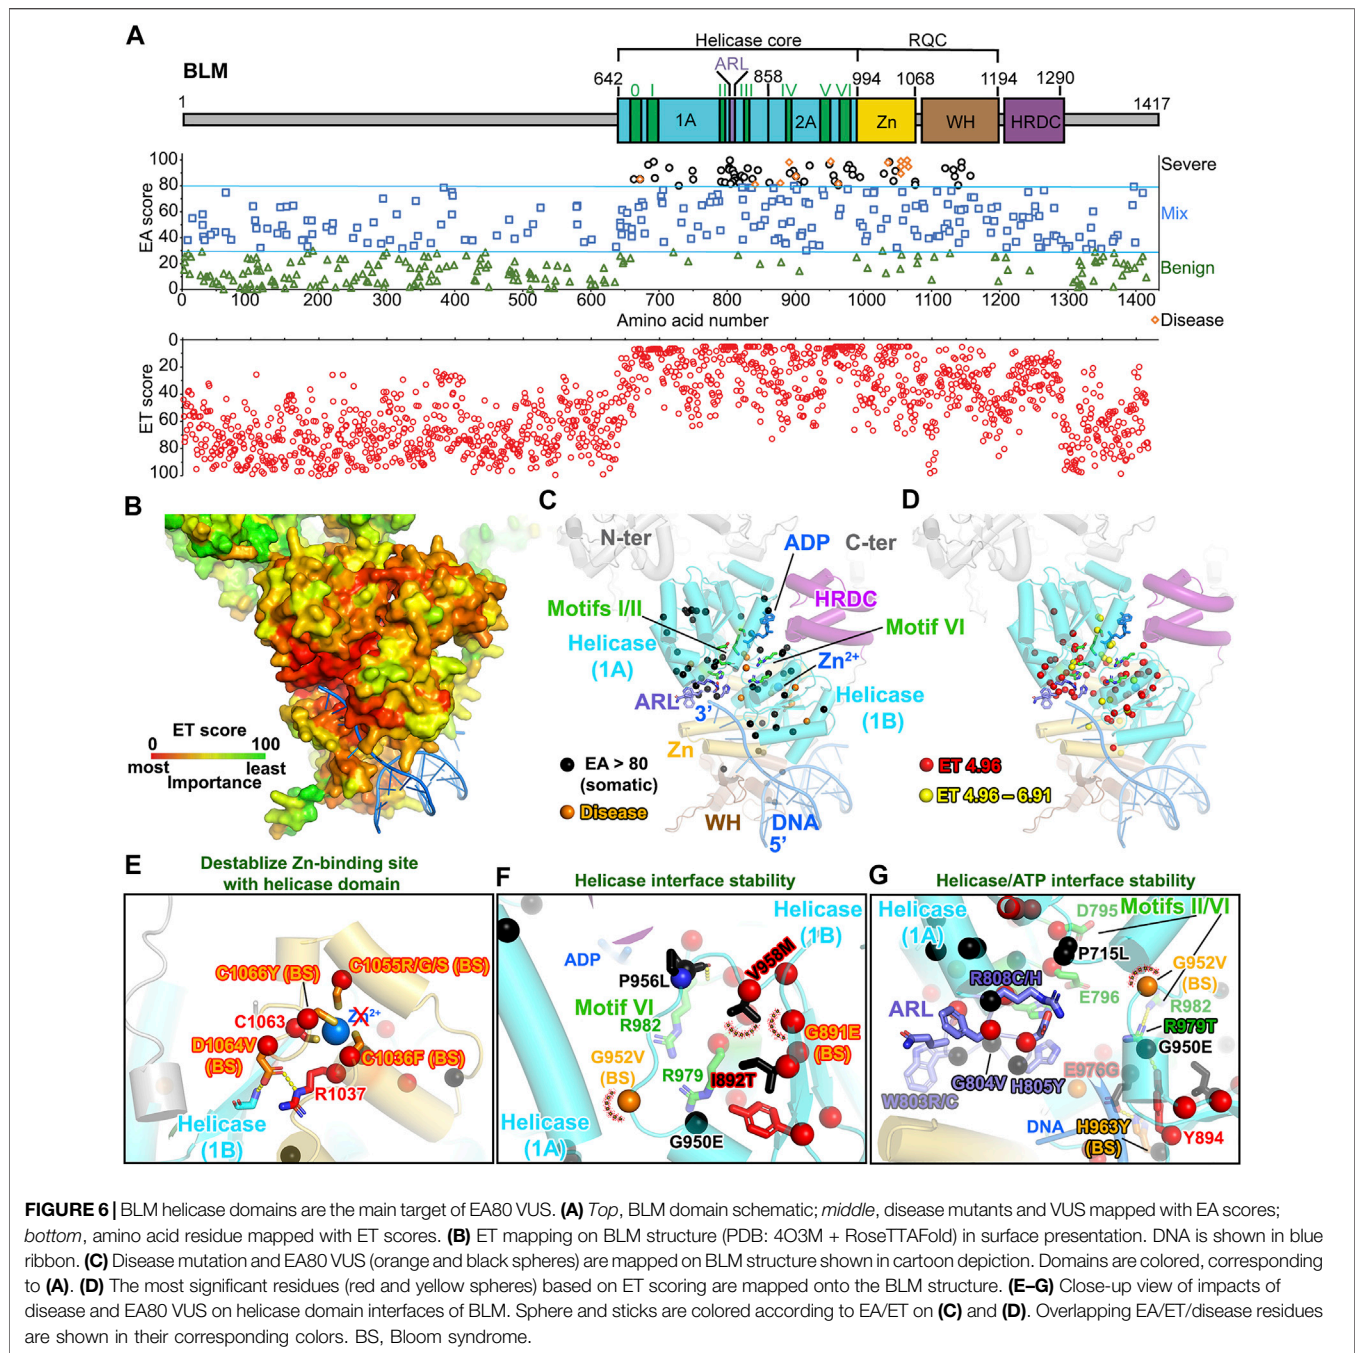 A
Helicase core
RQC
BLM
ARL
642
858
994
1068
1194
1290
1
0
I
II
III
IV
V
VI
1417
1A
2A
Zn
WH
HRDC
100
80
60
40
20
0
EA score
Severe
Mix
Benign
0 100 200 300 400 500 600 700 800 900 1000 1100 1200 1300 1400
Amino acid number
Disease
0
20
40
60
80
100
ET score
B
ET score
0 100
most least
Importance
C
N-ter
ADP
C-ter
HRDC
Motifs I/II
Motif VI
Helicase
(1A)
Zn2+
ARL
3’
Helicase
(1B)
Zn
EA > 80
(somatic)
Disease
WH
DNA
5’
D
ET 4.96
ET 4.96 – 6.91
E
Destablize Zn-binding site
with helicase domain
C1066Y (BS)
C1055R/G/S (BS)
C1063
Zn2+
D1064V
(BS)
C1036F (BS)
R1037
Helicase
(1B)
F
Helicase interface stability
Helicase
(1B)
ADP
P956L
V958M
Motif VI
R982
G891E
(BS)
G952V
(BS)
R979
I892T
Helicase
(1A)
G950E
G
Helicase/ATP interface stability
Helicase
(1A)
D795
Motifs II/VI
P715L
R808C/H
G952V
(BS)
E796
R982
ARL
R979T
G950E
G804V
H805Y
E976G
W803R/C
DNA
H963Y
(BS)
Y894
FIGURE 6 | BLM helicase domains are the main target of EA80 VUS. (A) Top, BLM domain schematic; middle, disease mutants and VUS mapped with EA scores;
bottom, amino acid residue mapped with ET scores. (B) ET mapping on BLM structure (PDB: 4O3M + RoseTTAFold) in surface presentation. DNA is shown in blue
ribbon. (C) Disease mutation and EA80 VUS (orange and black spheres) are mapped on BLM structure shown in cartoon depiction. Domains are colored, corresponding
to (A). (D) The most significant residues (red and yellow spheres) based on ET scoring are mapped onto the BLM structure. (E–G) Close-up view of impacts of
disease and EA80 VUS on helicase domain interfaces of BLM. Sphere and sticks are colored according to EA/ET on (C) and (D). Overlapping EA/ET/disease residues
are shown in their corresponding colors. BS, Bloom syndrome.